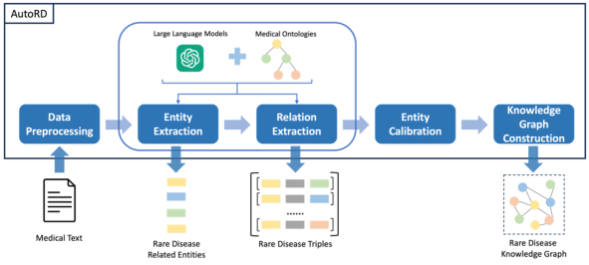 AutoRD
Large Language Models
Medical Ontologies
Data
Preprocessing
Entity
Extraction
Relation
Extraction
Entity
Calibration
Knowledge
Graph
Construction
Medical Text
Rare Disease
Related Entities
......
Rare Disease Triples
Rare Disease
Knowledge Graph